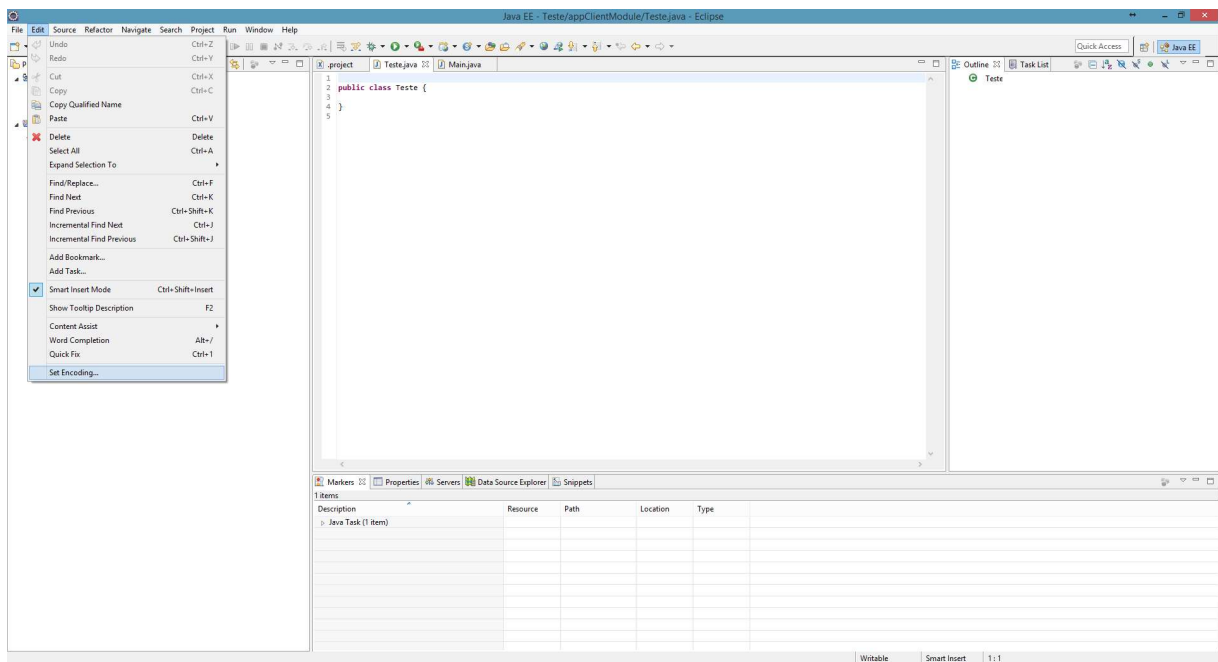 Java EE - Teste/appClientModule/Teste.java - Eclipse
File Edit Source Refactor Navigate Search Project Run Window Help
Quick Access Java EE
Undo Ctrl+Z
Redo Ctrl+Y
Cut Ctrl+X
Copy Ctrl+C
Copy Qualified Name
Paste Ctrl+V
Delete Delete
Select All Ctrl+A
Expand Selection To
Find/Replace... Ctrl+F
Find Next Ctrl+K
Find Previous Ctrl+Shift+K
Incremental Find Next Ctrl+J
Incremental Find Previous Ctrl+Shift+J
Add Bookmark...
Add Task...
Smart Insert Mode Ctrl+Shift+Insert
Show Tooltip Description F2
Content Assist
Word Completion Alt+/
Quick Fix Ctrl+1
Set Encoding...
.project Teste.java Main.java
1
2 public class Teste {
3
4 }
5
Outline Task List
Teste
Markers Properties Servers Data Source Explorer Snippets
1 items
Description Resource Path Location Type
Java Task (1 item)
Writable Smart Insert 1 : 1